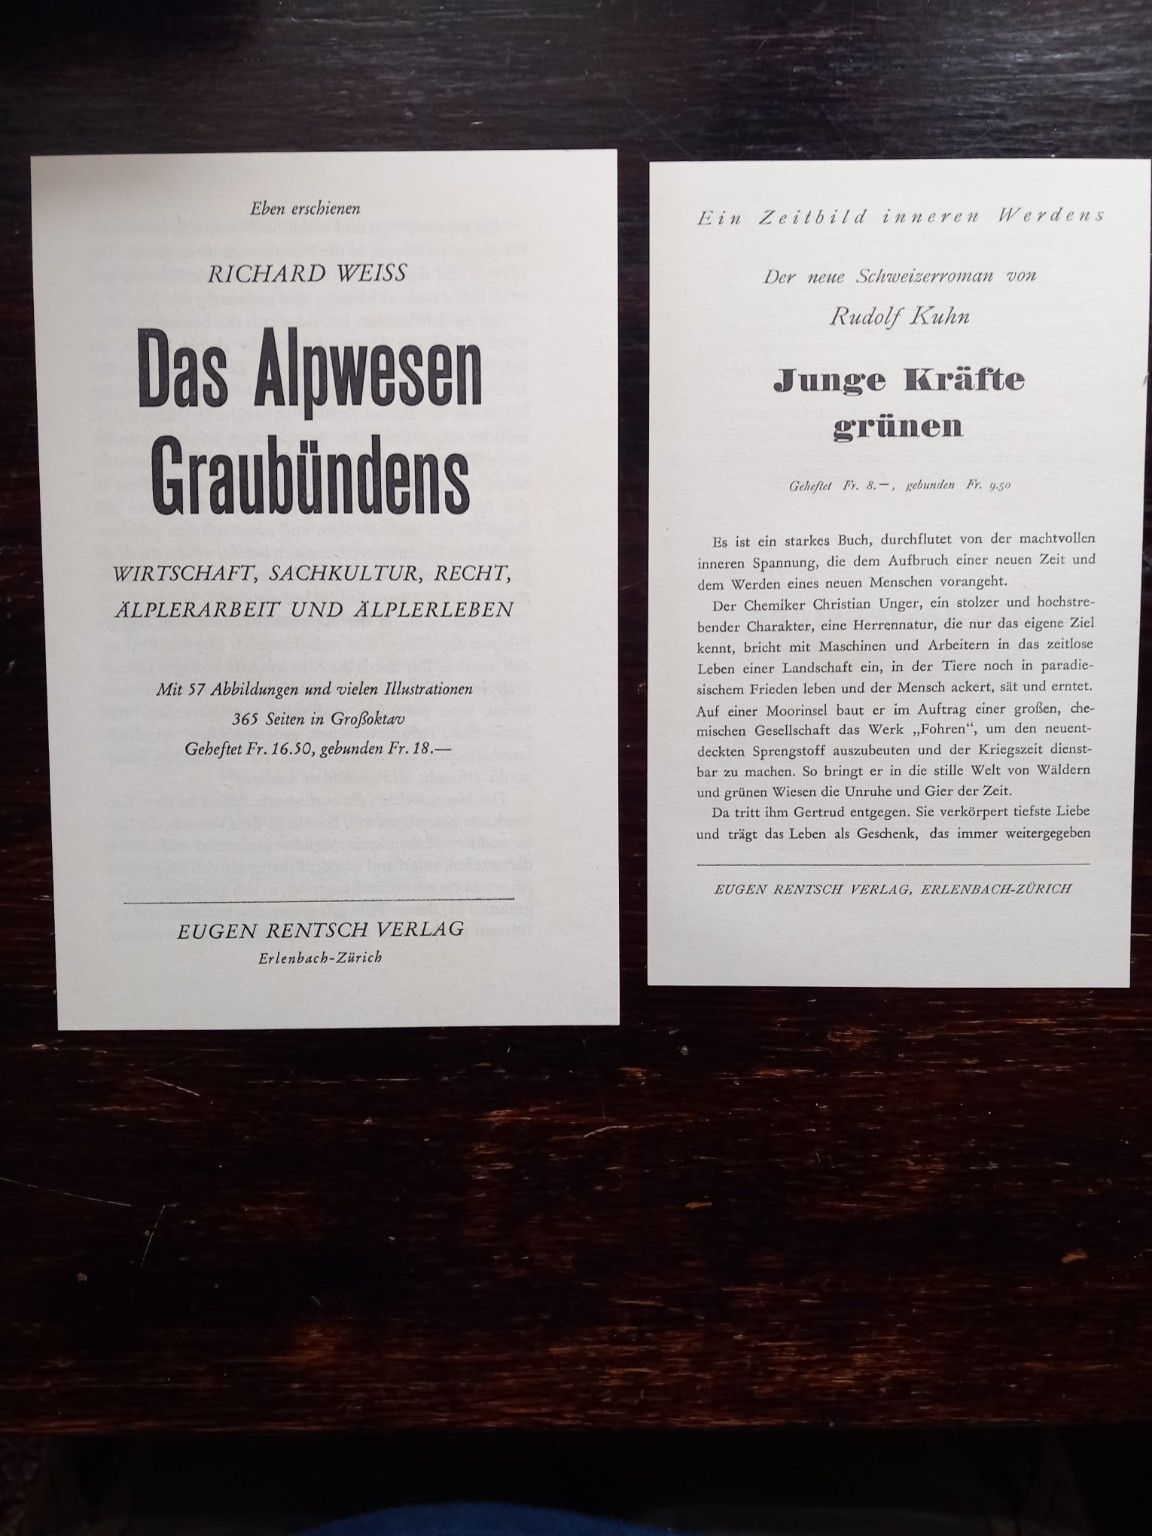 Eben erschienen
RICHARD WEISS
Das Alpwesen
Graubündens
WIRTSCHAFT, SACHKULTUR, RECHT,
ÄLPLERARBEIT UND ÄLPLERLEBEN
Mit 57 Abbildungen und vielen Illustrationen
365 Seiten in Großoktav
Geheftet Fr. 16.50, gebunden Fr. 18.—
EUGEN RENTSCH VERLAG
Erlenbach-Zürich
Ein Zeitbild inneren Werdens
Der neue Schweizerroman von
Rudolf Kuhn
Junge Kräfte
grünen
Geheftet Fr. 8.—, gebunden Fr. 9.50
Es ist ein starkes Buch, durchflutet von der machtvollen
inneren Spannung, die dem Aufbruch einer neuen Zeit und
dem Werden eines neuen Menschen vorangeht.
Der Chemiker Christian Unger, ein stolzer und hochstre-
bender Charakter, eine Herrennatur, die nur das eigene Ziel
kennt, bricht mit Maschinen und Arbeitern in das zeitlose
Leben einer Landschaft ein, in der Tiere noch in paradie-
sischem Frieden leben und der Mensch ackert, sät und erntet.
Auf einer Moorinsel baut er im Auftrag einer großen, che-
mischen Gesellschaft das Werk „Fohren“, um den neuent-
deckten Sprengstoff auszubeuten und der Kriegszeit dienst-
bar zu machen. So bringt er in die stille Welt von Wäldern
und grünen Wiesen die Unruhe und Gier der Zeit.
Da tritt ihm Gertrud entgegen. Sie verkörpert tiefste Liebe
und trägt das Leben als Geschenk, das immer weitergegeben
EUGEN RENTSCH VERLAG, ERLENBACH-ZÜRICH